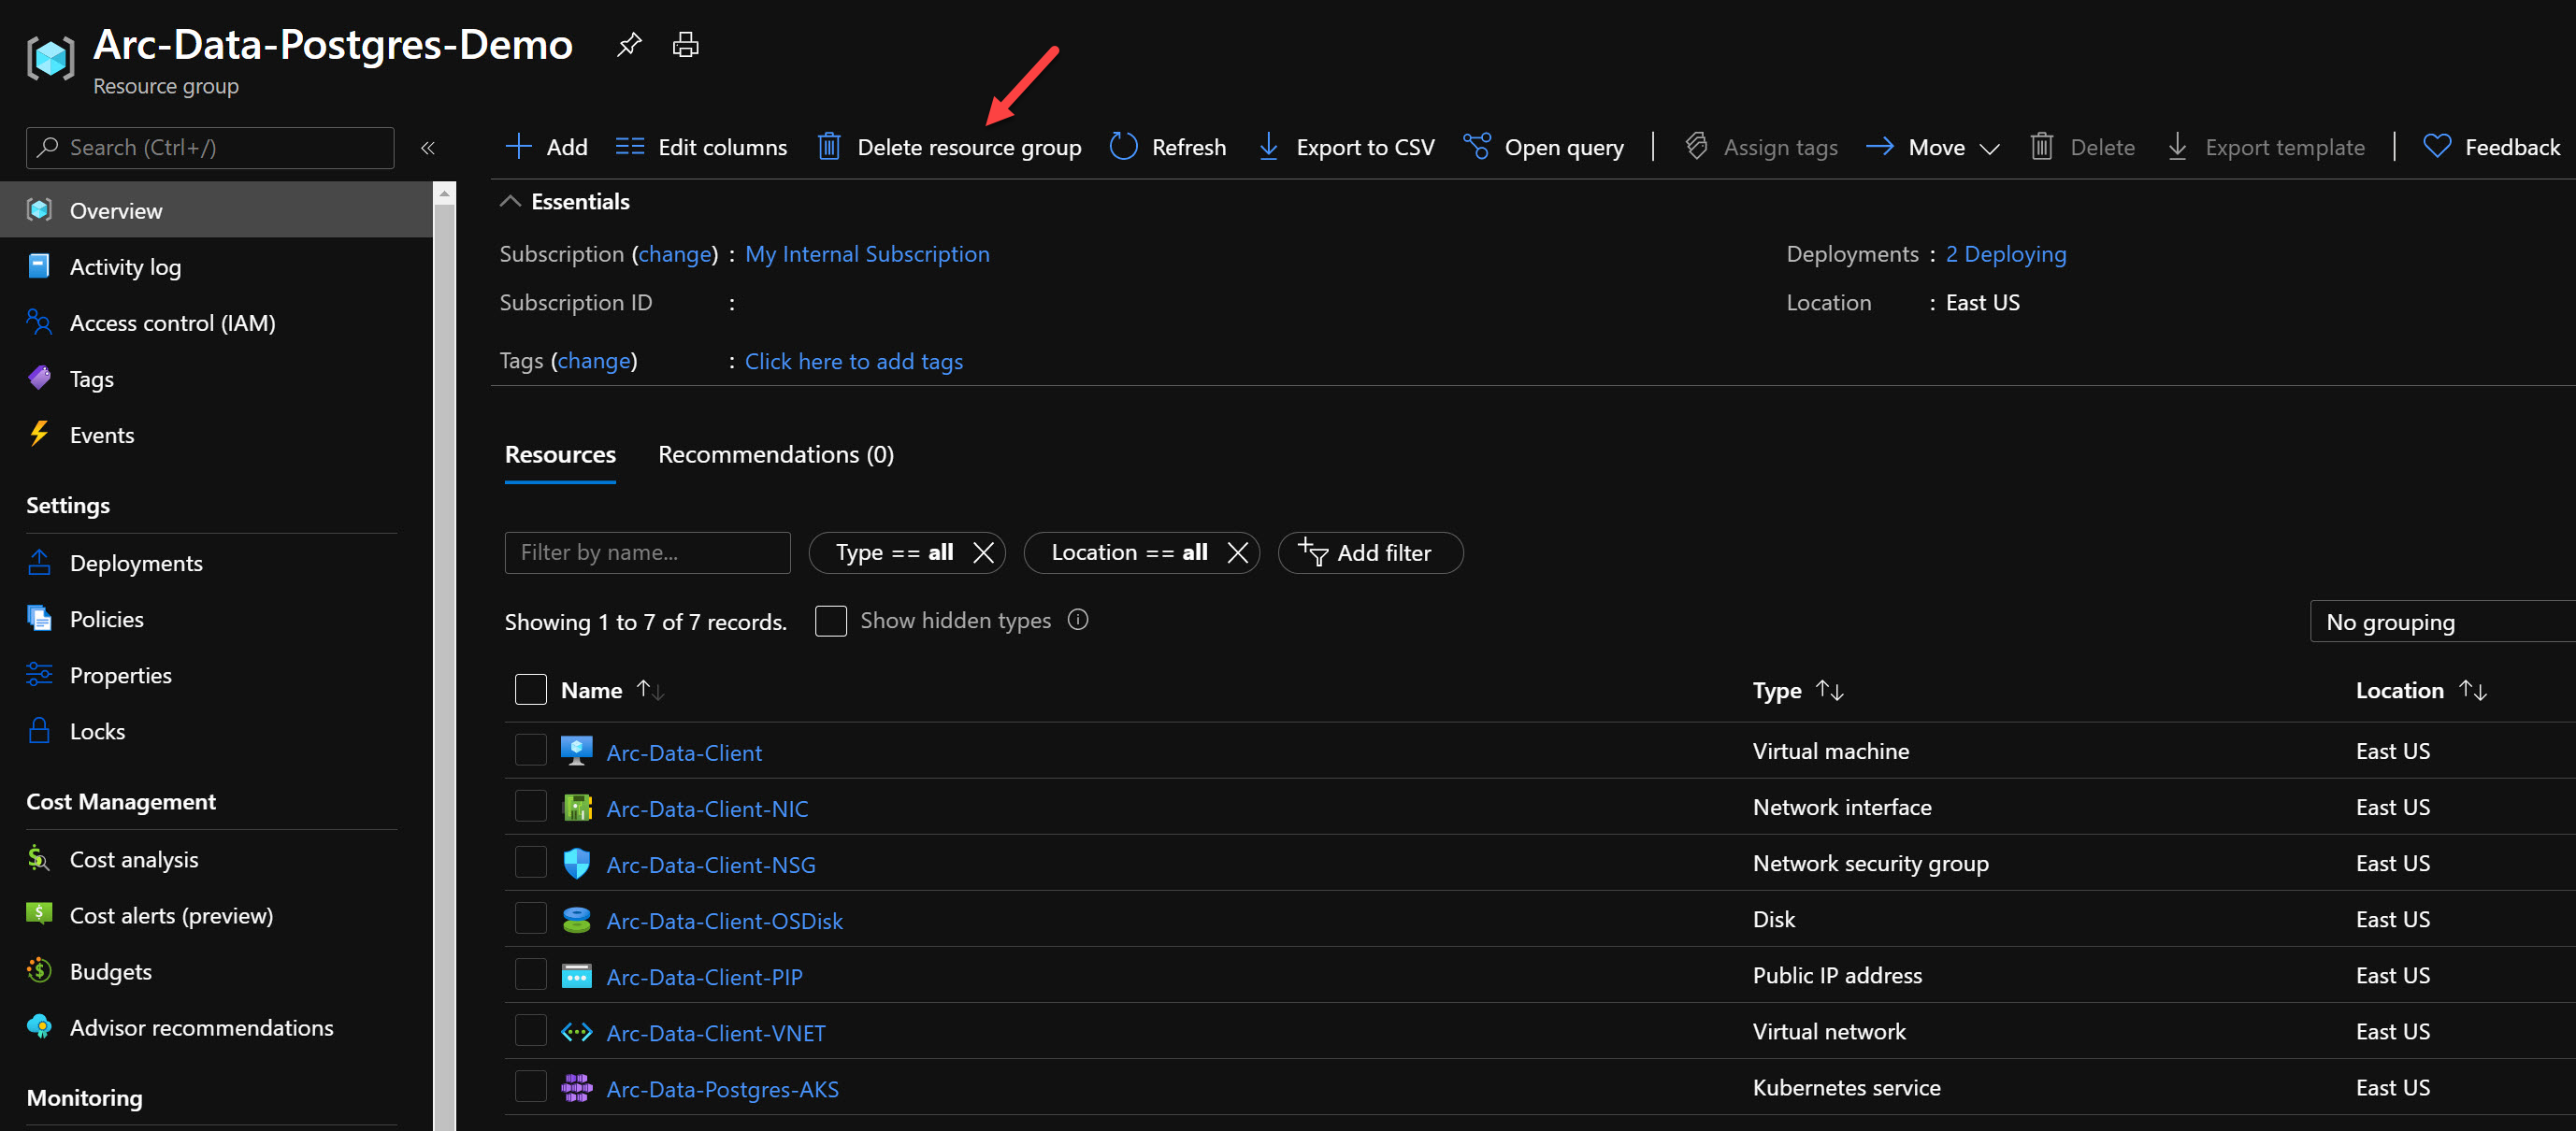 Arc-Data-Postgres-Demo
Resource group
Search (Ctrl+/)
«
Add
Edit columns
Delete resource group
Refresh
Export to CSV
Open query
Assign tags
Move
Delete
Export template
Feedback
Overview
Activity log
Access control (IAM)
Tags
Events
Settings
Deployments
Policies
Properties
Locks
Cost Management
Cost analysis
Cost alerts (preview)
Budgets
Advisor recommendations
Monitoring
Essentials
Subscription (change) : My Internal Subscription
Deployments : 2 Deploying
Subscription ID :
Location : East US
Tags (change) : Click here to add tags
Resources
Recommendations (0)
Filter by name...
Type == all
Location == all
Add filter
Showing 1 to 7 of 7 records.
Show hidden types
No grouping
Name Type Location
Arc-Data-Client Virtual machine East US
Arc-Data-Client-NIC Network interface East US
Arc-Data-Client-NSG Network security group East US
Arc-Data-Client-OSDisk Disk East US
Arc-Data-Client-PIP Public IP address East US
Arc-Data-Client-VNET Virtual network East US
Arc-Data-Postgres-AKS Kubernetes service East US